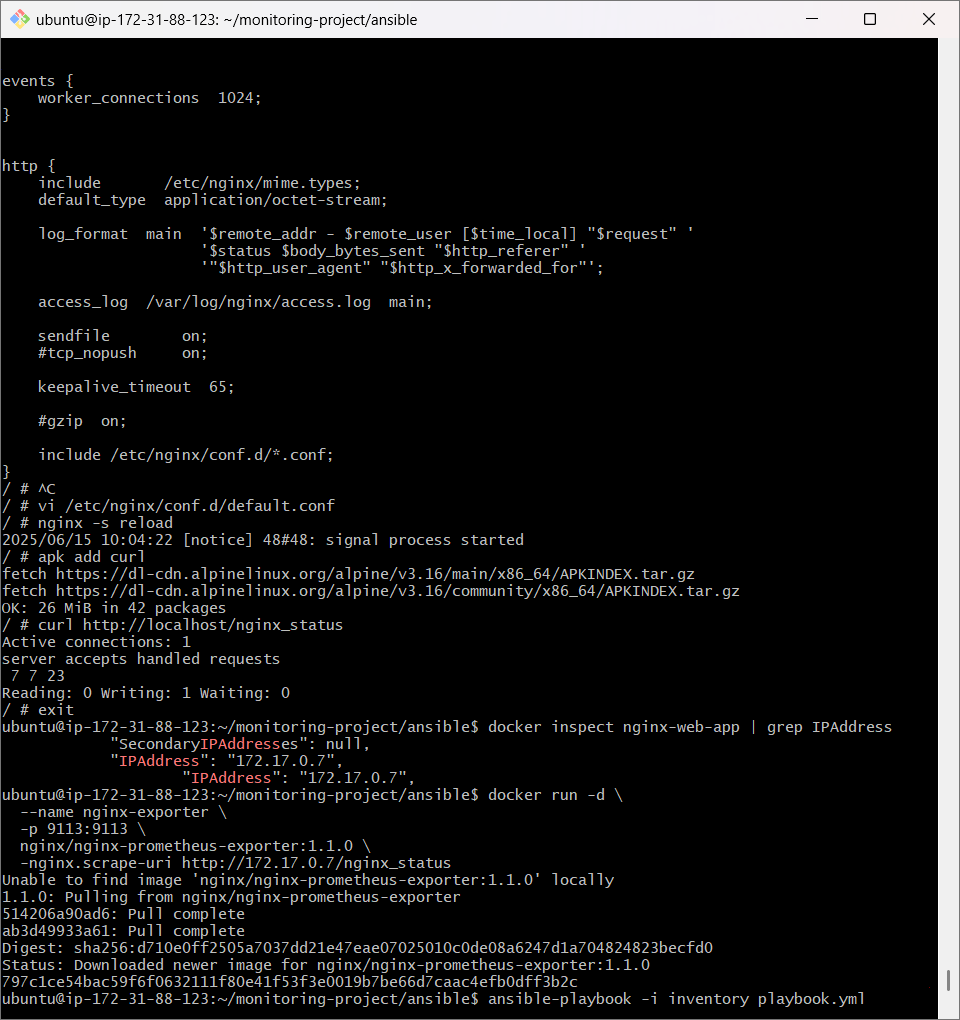 ubuntu@ip-172-31-88-123: ~/monitoring-project/ansible
events {
    worker_connections  1024;
}
http {
    include       /etc/nginx/mime.types;
    default_type  application/octet-stream;
    log_format  main  '$remote_addr - $remote_user [$time_local] "$request" '
                      '$status $body_bytes_sent "$http_referer" '
                      '"$http_user_agent" "$http_x_forwarded_for"';
    access_log  /var/log/nginx/access.log  main;
    sendfile        on;
    #tcp_nopush     on;
    keepalive_timeout  65;
    #gzip  on;
    include /etc/nginx/conf.d/*.conf;
}
/ # ^C
/ # vi /etc/nginx/conf.d/default.conf
/ # nginx -s reload
2025/06/15 10:04:22 [notice] 48#48: signal process started
/ # apk add curl
fetch https://dl-cdn.alpinelinux.org/alpine/v3.16/main/x86_64/APKINDEX.tar.gz
fetch https://dl-cdn.alpinelinux.org/alpine/v3.16/community/x86_64/APKINDEX.tar.gz
OK: 26 MiB in 42 packages
/ # curl http://localhost/nginx_status
Active connections: 1
server accepts handled requests
 7 7 23
Reading: 0 Writing: 1 Waiting: 0
/ # exit
ubuntu@ip-172-31-88-123:~/monitoring-project/ansible$ docker inspect nginx-web-app | grep IPAddress
            "SecondaryIPAddresses": null,
            "IPAddress": "172.17.0.7",
                    "IPAddress": "172.17.0.7",
ubuntu@ip-172-31-88-123:~/monitoring-project/ansible$ docker run -d \
  --name nginx-exporter \
  -p 9113:9113 \
  nginx/nginx-prometheus-exporter:1.1.0 \
  -nginx.scrape-uri http://172.17.0.7/nginx_status
Unable to find image 'nginx/nginx-prometheus-exporter:1.1.0' locally
1.1.0: Pulling from nginx/nginx-prometheus-exporter
514206a90ad6: Pull complete
ab3d49933a61: Pull complete
Digest: sha256:d710e0ff2505a7037dd21e47eae07025010c0de08a6247d1a704824823becfd0
Status: Downloaded newer image for nginx/nginx-prometheus-exporter:1.1.0
797c1ce54bac59f6f0632111f80e41f53f3e0019b7be66d7caac4efb0dff3b2c
ubuntu@ip-172-31-88-123:~/monitoring-project/ansible$ ansible-playbook -i inventory playbook.yml